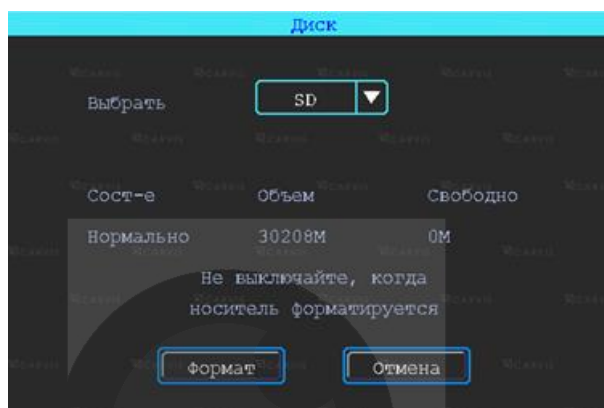 Диск
Выбрать SD
Сост-е Объем Свободно
Нормально 30208M 0M
Не выключайте, когда
носитель форматируется
Формат Отмена